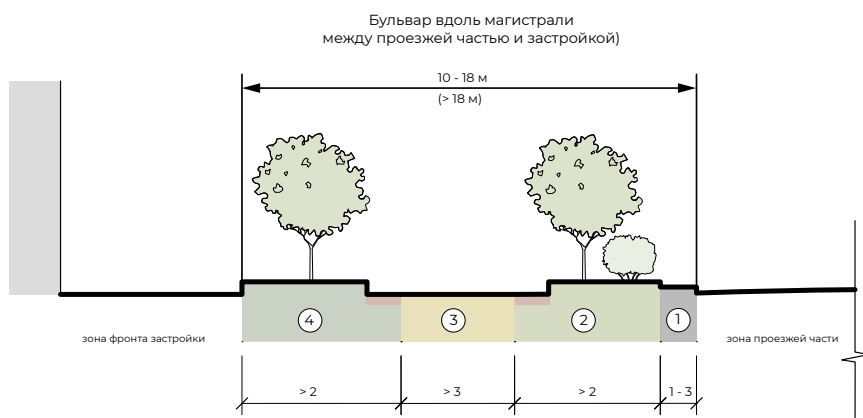 Бульвар вдоль магистрали
между проезжей частью и застройкой)
10 - 18 м
(> 18 м)
4
3
2
1
зона фронта застройки
зона проезжей части
> 2
> 3
> 2
1 - 3